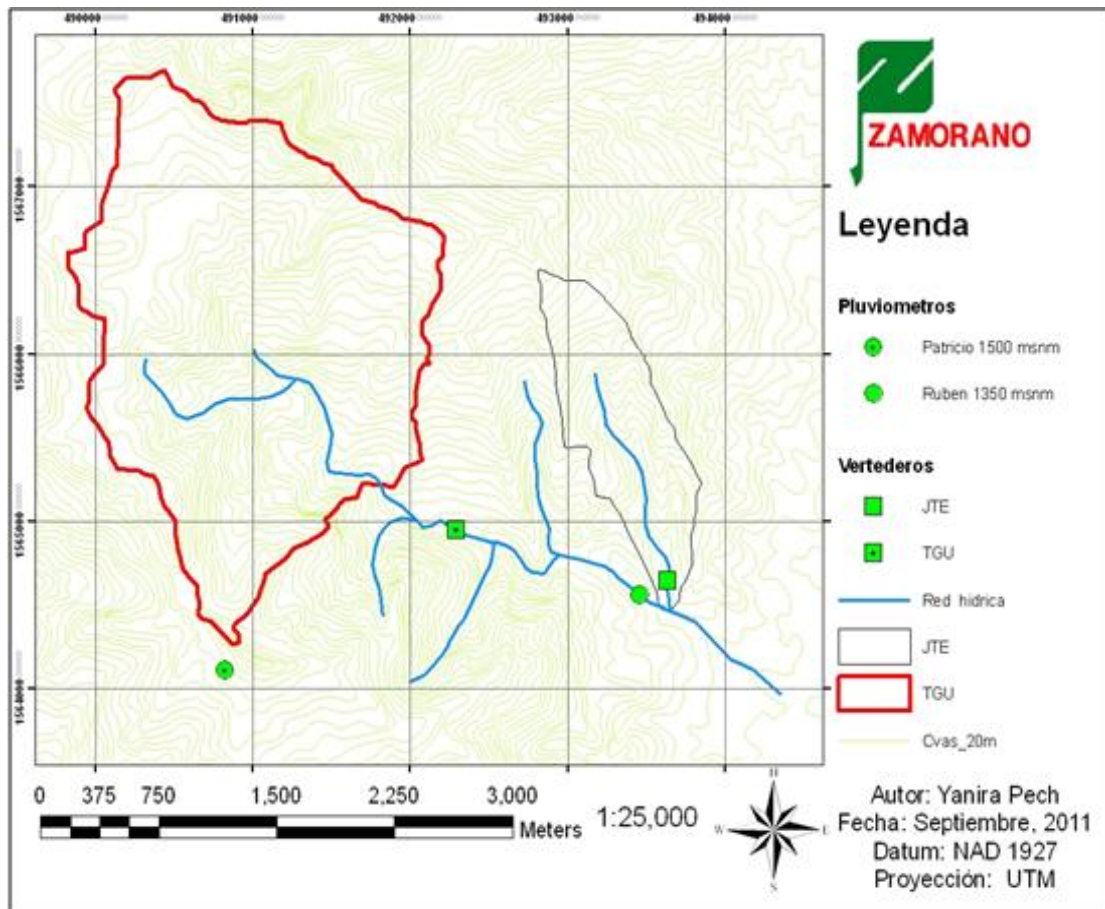 490000 491000 492000 493000 494000
1567000
1566000
1565000
1564000
ZAMORANO
Leyenda
Pluviometros
Patricio 1500 msnm
Ruben 1350 msnm
Vertederos
JTE
TGU
Red hidrica
JTE
TGU
Cvas_20m
0 375 750 1,500 2,250 3,000
Meters
1:25,000
N
W E
S
Autor: Yanira Pech
Fecha: Septiembre, 2011
Datum: NAD 1927
Proyección: UTM